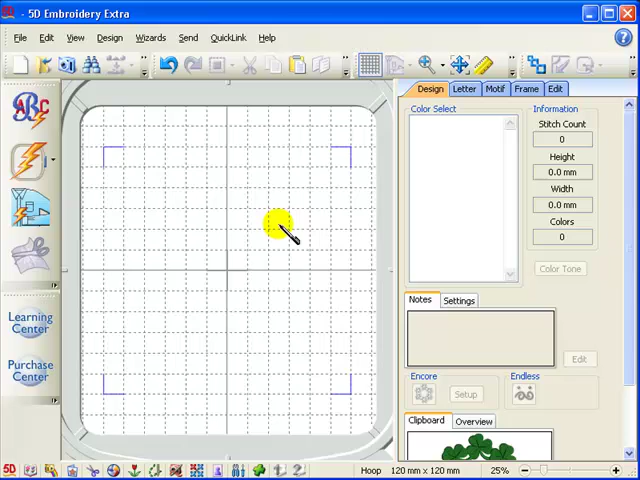 - 5D Embroidery Extra
File Edit View Design Wizards Send QuickLink Help
Design Letter Motif Frame Edit
Color Select
Information
Stitch Count
0
Height
0.0 mm
Width
0.0 mm
Colors
0
Color Tone
Notes Settings
Edit
Encore
Setup
Endless
Clipboard Overview
ABC
Learning Center
Purchase Center
5D
Hoop 120 mm x 120 mm 25%